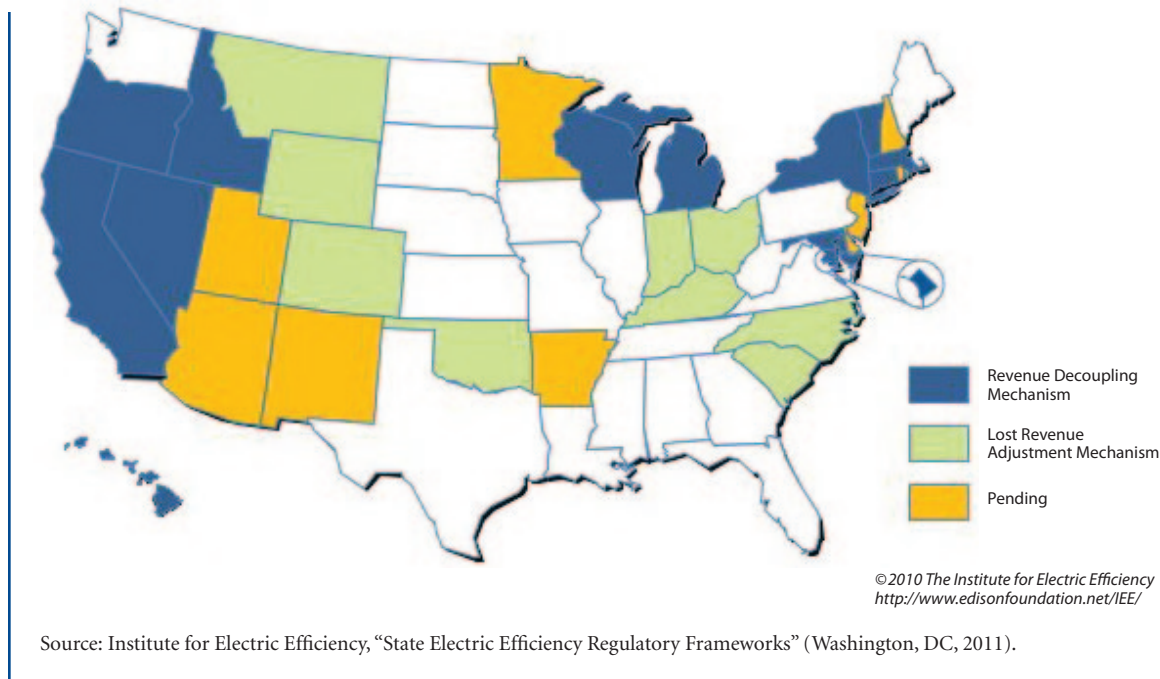 Revenue Decoupling
Mechanism
Lost Revenue
Adjustment Mechanism
Pending
©2010 The Institute for Electric Efficiency
http://www.edisonfoundation.net/IEE/
Source: Institute for Electric Efficiency, “State Electric Efficiency Regulatory Frameworks” (Washington, DC, 2011).